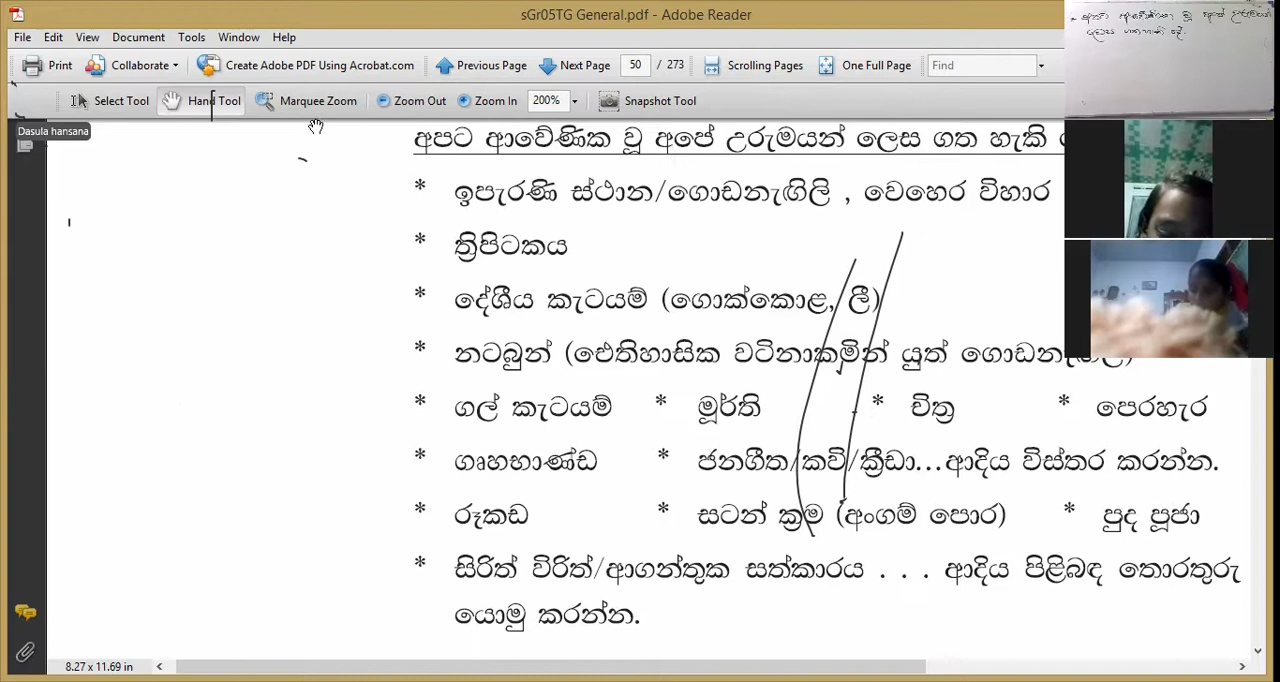 sGr05TG General.pdf - Adobe Reader
File Edit View Document Tools Window Help
Print Collaborate Create Adobe PDF Using Acrobat.com Previous Page Next Page 50 / 273 Scrolling Pages One Full Page Find
Select Tool Hand Tool Marquee Zoom Zoom Out Zoom In 200% Snapshot Tool
Dasula hansana
අපට ආවේණික වූ අපේ උරුමයන් ලෙස ගත හැකි
* ඉපැරණි ස්ථාන/ගොඩනැඟිලි , වෙහෙර විහාර
* ත්‍රිපිටකය
* දේශීය කැටයම් (ගොක්කොළ, ලී)
* නටබුන් (ඓතිහාසික වටිනාකමින් යුත්
* ගල් කැටයම් * මූර්ති * චිත්‍ර * පෙරහැර
* ගෘහභාණ්ඩ * ජනගීත/කවි/ක්‍රීඩා...ආදිය විස්තර කරන්න.
* රූකඩ * සටන් ක්‍රම (අංගම් පොර) * පුද පූජා
* සිරිත් විරිත්/ආගන්තුක සත්කාරය . . . ආදිය පිළිබඳ තොරතුරු
යොමු කරන්න.
8.27 x 11.69 in